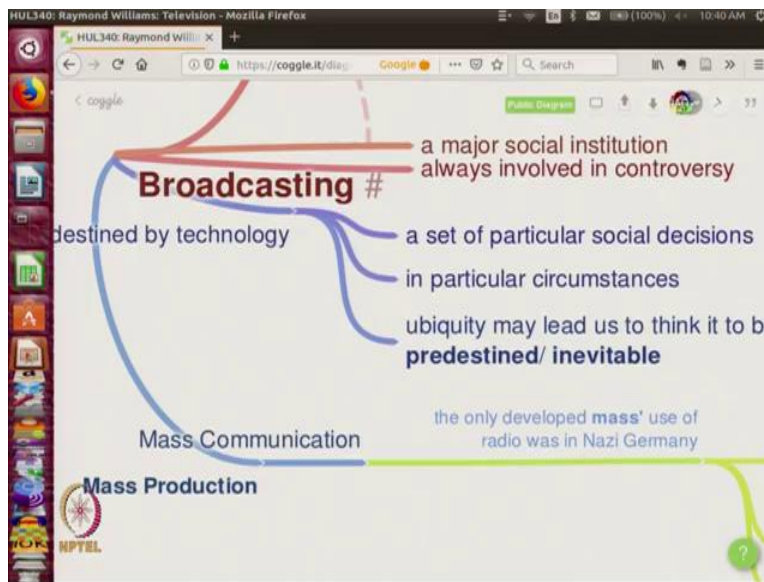 HUL340: Raymond Williams: Television - Mozilla Firefox
En (100%) 10:40 AM
HUL340: Raymond Willia × +
https://coggle.it/diag Google ... Search
coggle
Public Diagram
a major social institution
always involved in controversy
Broadcasting #
destined by technology
a set of particular social decisions
in particular circumstances
ubiquity may lead us to think it to b
predestined/ inevitable
the only developed mass' use of
radio was in Nazi Germany
Mass Communication
Mass Production
NPTEL
?